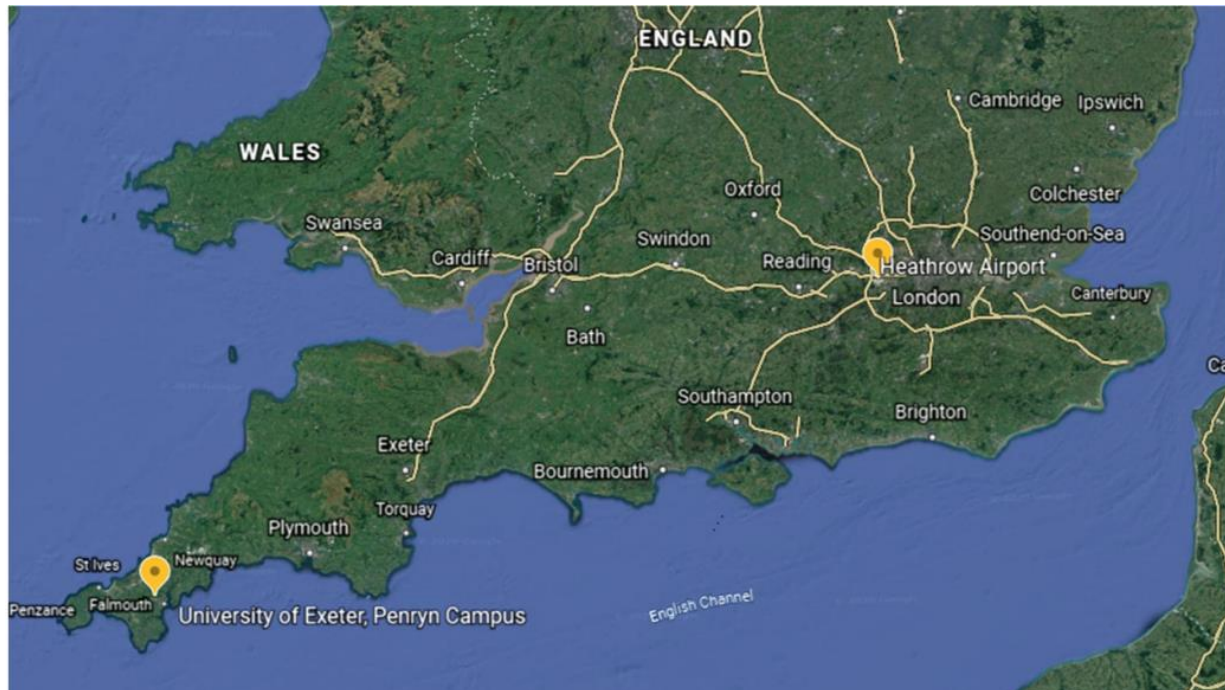 ENGLAND
Cambridge
Ipswich
WALES
Oxford
Colchester
Swansea
Swindon
Southend-on-Sea
Cardiff
Bristol
Reading
Heathrow Airport
London
Canterbury
Bath
Southampton
Brighton
Exeter
Bournemouth
Torquay
Plymouth
St Ives
Newquay
English Channel
Penzance
Falmouth
University of Exeter, Penryn Campus